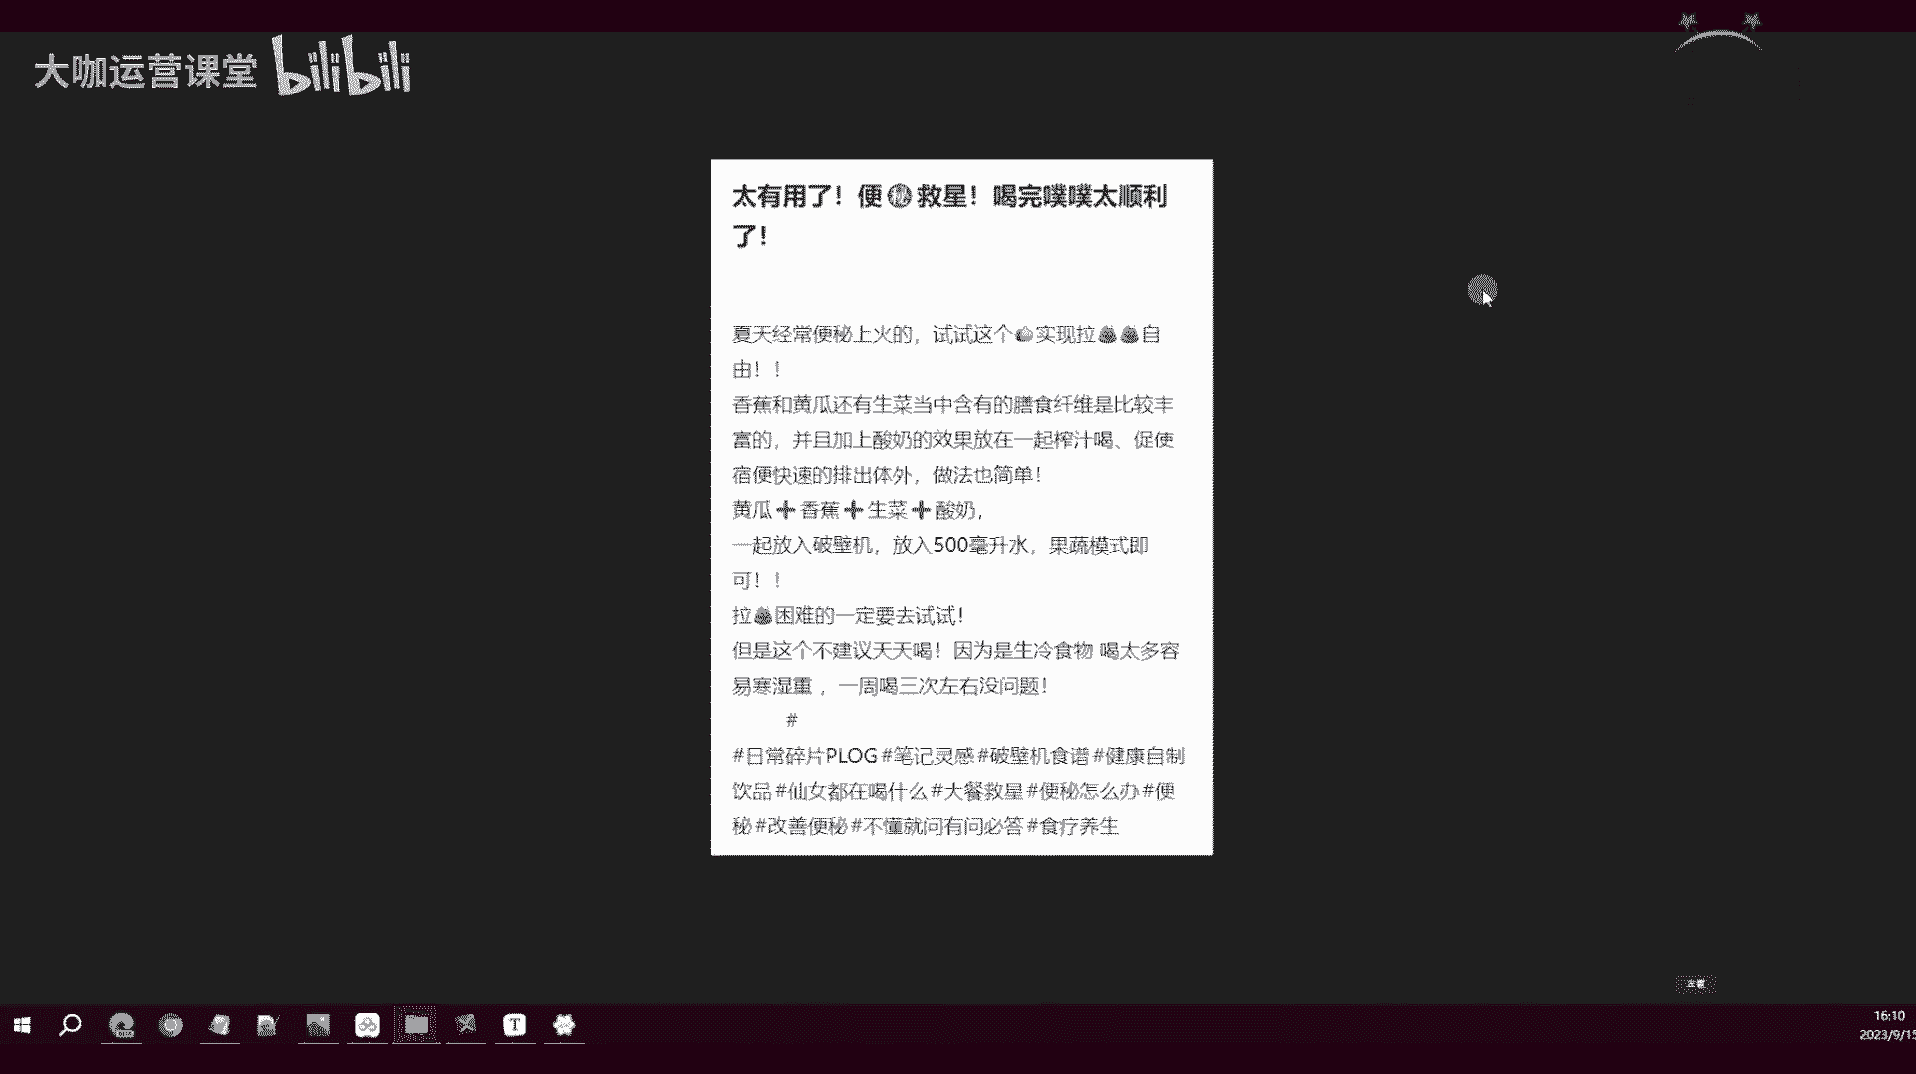 大咖运营课堂 bilibili
太有用了！便㊙救星！喝完噗噗太顺利
了！
夏天经常便秘上火的，试试这个🍐实现拉💩💩自
由！！
香蕉和黄瓜还有生菜当中含有的膳食纤维是比较丰
富的，并且加上酸奶的效果放在一起榨汁喝、促使
宿便快速的排出体外，做法也简单！
黄瓜➕香蕉➕生菜➕酸奶，
一起放入破壁机，放入500毫升水，果蔬模式即
可！！
拉💩困难的一定要去试试！
但是这个不建议天天喝！因为是生冷食物 喝太多容
易寒湿重 ，一周喝三次左右没问题！
#
#日常碎片PLOG#笔记灵感#破壁机食谱#健康自制
饮品#仙女都在喝什么#大餐救星#便秘怎么办#便
秘#改善便秘#不懂就问有问必答#食疗养生
T
16:10
2023/9/15